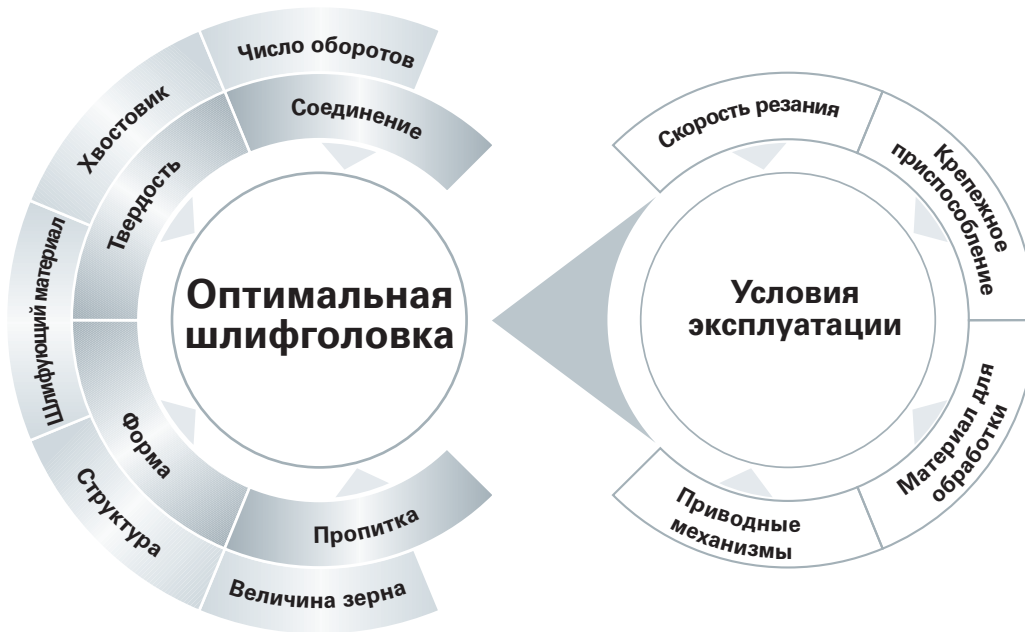 Число оборотов
Соединение
Хвостовик
Твердость
Шлифующий материал
Форма
Структура
Пропитка
Величина зерна
Оптимальная
шлифголовка
Скорость резания
Крепежное
приспособление
Условия
эксплуатации
Материал для
обработки
Приводные
механизмы